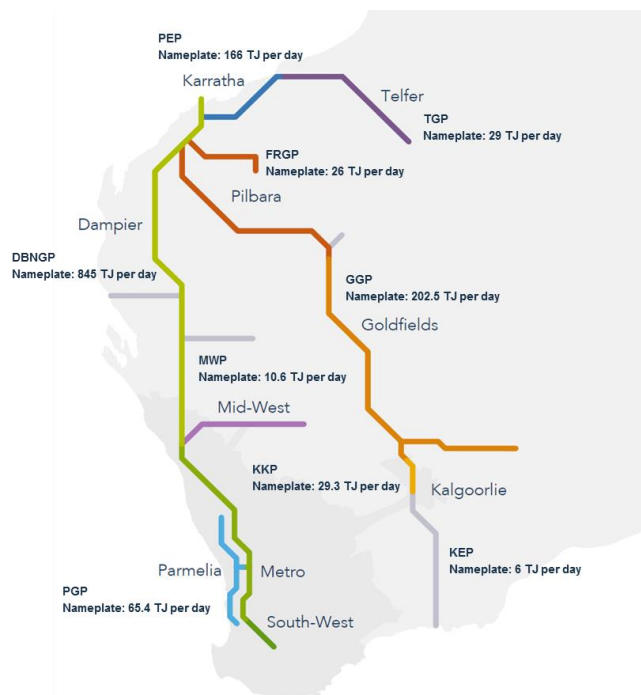 PEP
Nameplate: 166 TJ per day
Karratha
Telfer
TGP
Nameplate: 29 TJ per day
FRGP
Nameplate: 26 TJ per day
Pilbara
Dampier
DBNGP
Nameplate: 845 TJ per day
GGP
Nameplate: 202.5 TJ per day
Goldfields
MWP
Nameplate: 10.6 TJ per day
Mid-West
KKP
Nameplate: 29.3 TJ per day
Kalgoorlie
KEP
Nameplate: 6 TJ per day
Parmelia
Metro
PGP
Nameplate: 65.4 TJ per day
South-West